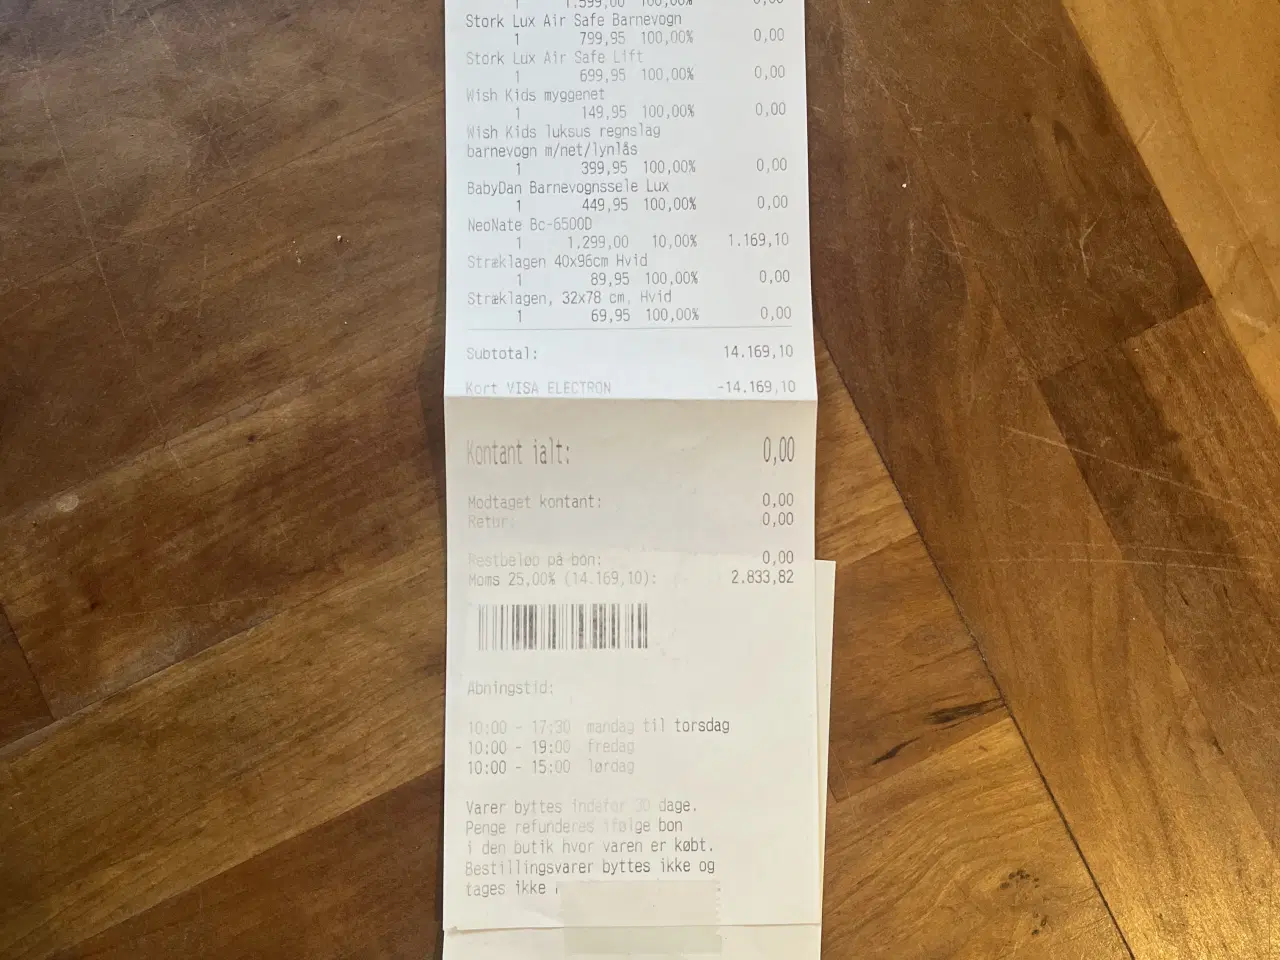 1 1.599,00 100,00% 0,00
Stork Lux Air Safe Barnevogn
1 799,95 100,00% 0,00
Stork Lux Air Safe Lift
1 699,95 100,00% 0,00
Wish Kids myggenet
1 149,95 100,00% 0,00
Wish Kids luksus regnslag
barnevogn m/net/lynlås
1 399,95 100,00% 0,00
BabyDan Barnevognssele Lux
1 449,95 100,00% 0,00
NeoNate Bc-6500D
1 1.299,00 10,00% 1.169,10
Stræklagen 40x96cm Hvid
1 89,95 100,00% 0,00
Stræklagen, 32x78 cm, Hvid
1 69,95 100,00% 0,00
Subtotal: 14.169,10
Kort VISA ELECTRON -14.169,10
Kontant ialt: 0,00
Modtaget kontant: 0,00
Retur: 0,00
Restbeløb på bon: 0,00
Moms 25,00% (14.169,10): 2.833,82
Åbningstid:
10:00 - 17:30 mandag til torsdag
10:00 - 19:00 fredag
10:00 - 15:00 lørdag
Varer byttes indefor 30 dage.
Penge refunderes ifølge bon
i den butik hvor varen er købt.
Bestillingsvarer byttes ikke og
tages ikke